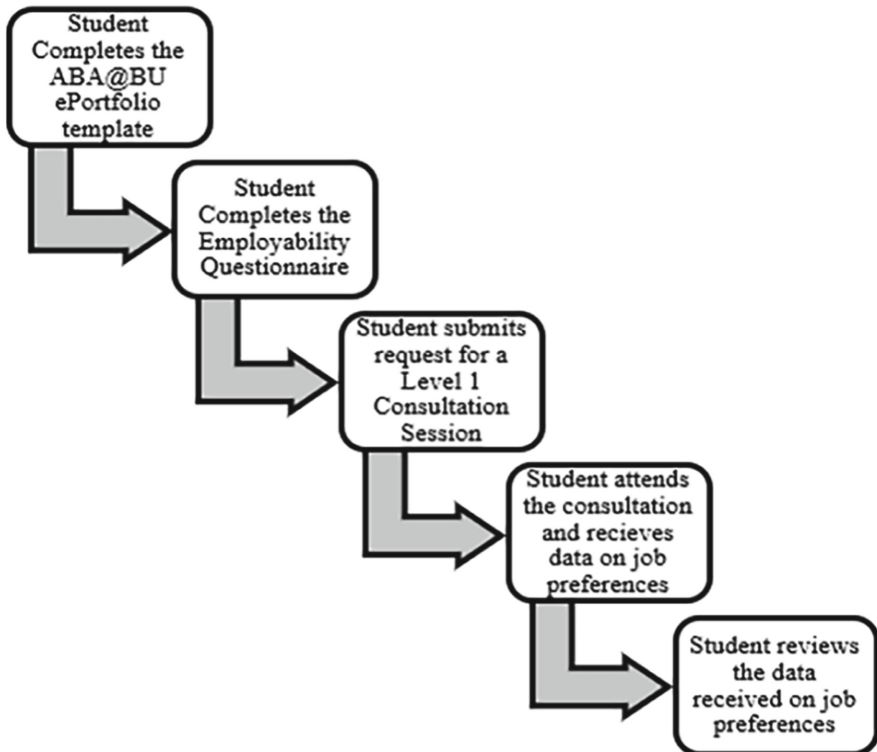 Student
Completes the
ABA@BU
ePortfolio
template
Student
Completes the
Employability
Questionnaire
Student submits
request for a
Level 1
Consultation
Session
Student attends
the consultation
and recieves
data on job
preferences
Student reviews
the data
received on job
preferences